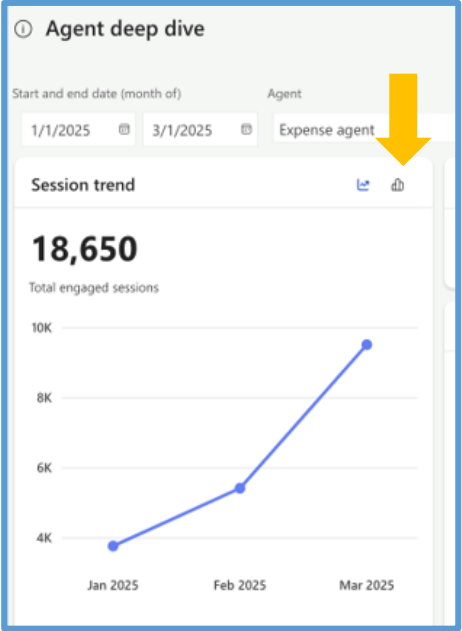 Agent deep dive
Start and end date (month of)
Agent
1/1/2025
3/1/2025
Expense agent
Session trend
18,650
Total engaged sessions
10K
8K
6K
4K
Jan 2025
Feb 2025
Mar 2025